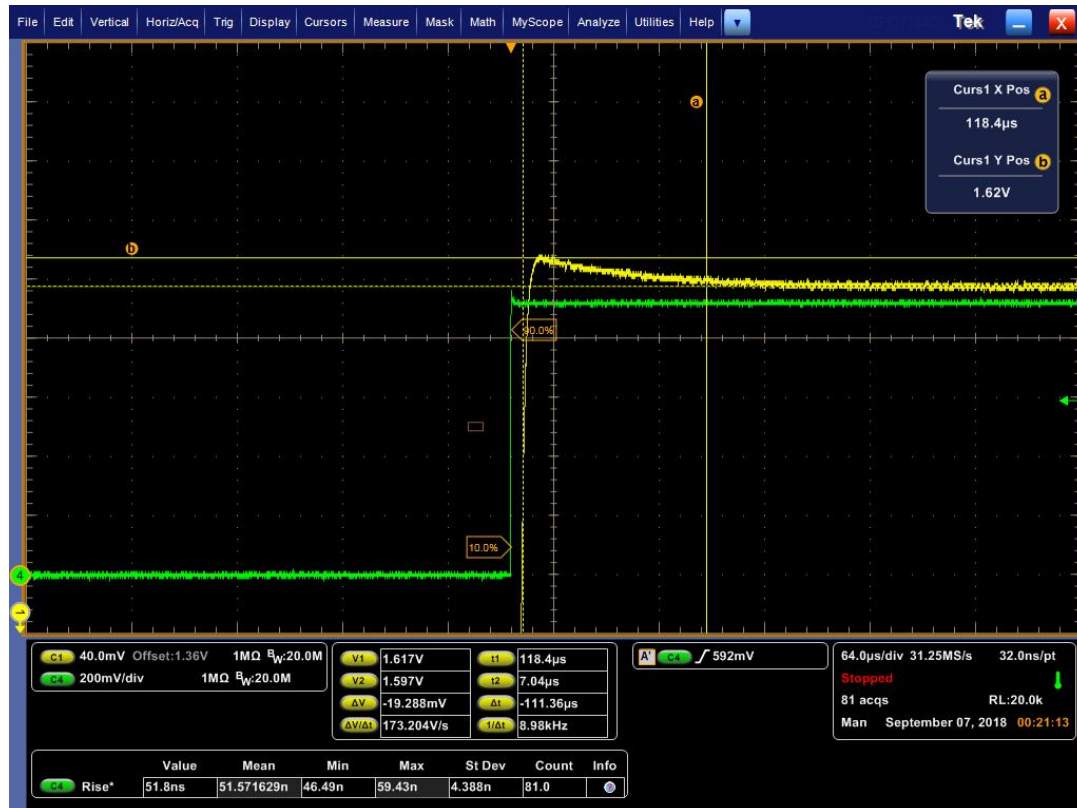 File Edit Vertical Horiz/Acq Trig Display Cursors Measure Mask Math MyScope Analyze Utilities Help Tek X
Curs1 X Pos a
118.4µs
Curs1 Y Pos b
1.62V
a
b
90.0%
10.0%
4
1
C1 40.0mV Offset:1.36V 1MΩ BW:20.0M
C4 200mV/div 1MΩ BW:20.0M
V1 1.617V t1 118.4µs
V2 1.597V t2 7.04µs
ΔV -19.288mV Δt -111.36µs
ΔV/Δt 173.204V/s 1/Δt 8.98kHz
A' C4 592mV
64.0µs/div 31.25MS/s 32.0ns/pt
Stopped
81 acqs RL:20.0k
Man September 07, 2018 00:21:13
Value Mean Min Max St Dev Count Info
C4 Rise* 51.8ns 51.571629n 46.49n 59.43n 4.388n 81.0